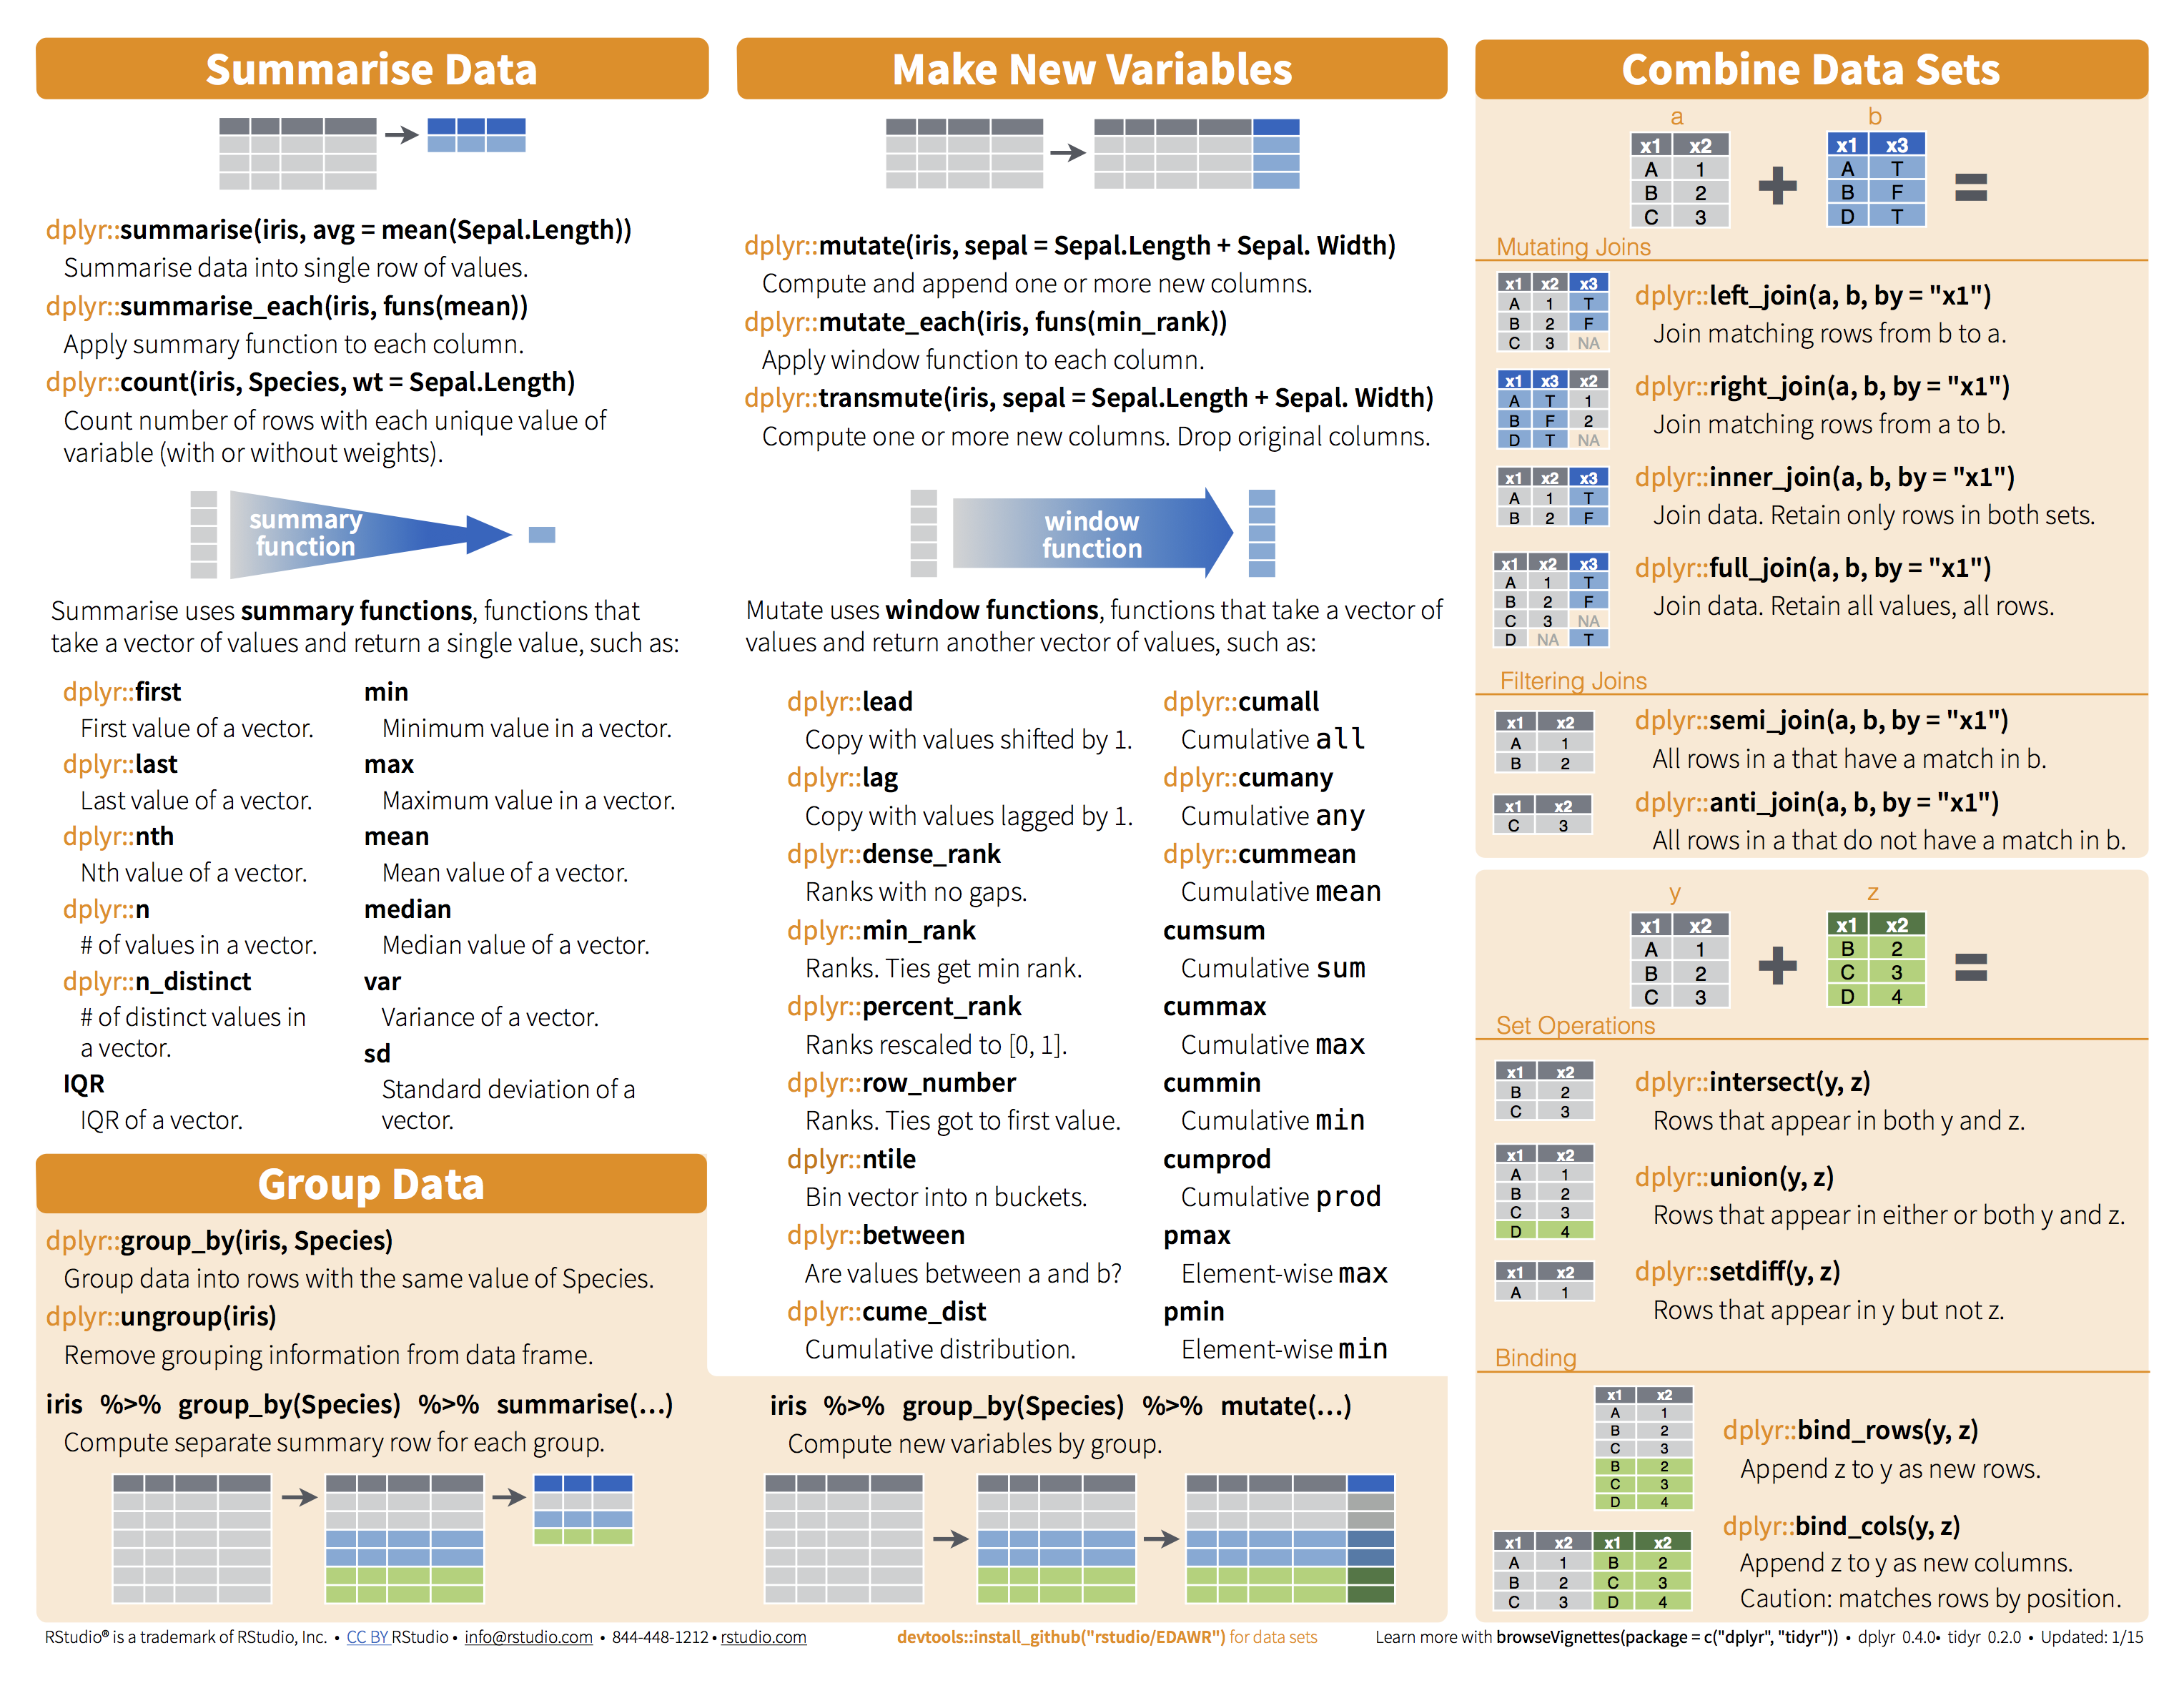 Summarise Data
dplyr::summarise(iris, avg = mean(Sepal.Length))
Summarise data into single row of values.
dplyr::summarise_each(iris, funs(mean))
Apply summary function to each column.
dplyr::count(iris, Species, wt = Sepal.Length)
Count number of rows with each unique value of
variable (with or without weights).
summary
function
Summarise uses summary functions, functions that
take a vector of values and return a single value, such as:
dplyr::first
First value of a vector.
dplyr::last
Last value of a vector.
dplyr::nth
Nth value of a vector.
dplyr::n
# of values in a vector.
dplyr::n_distinct
# of distinct values in
a vector.
IQR
IQR of a vector.
min
Minimum value in a vector.
max
Maximum value in a vector.
mean
Mean value of a vector.
median
Median value of a vector.
var
Variance of a vector.
sd
Standard deviation of a
vector.
Group Data
dplyr::group_by(iris, Species)
Group data into rows with the same value of Species.
dplyr::ungroup(iris)
Remove grouping information from data frame.
iris %>% group_by(Species) %>% summarise(…)
Compute separate summary row for each group.
Make New Variables
dplyr::mutate(iris, sepal = Sepal.Length + Sepal. Width)
Compute and append one or more new columns.
dplyr::mutate_each(iris, funs(min_rank))
Apply window function to each column.
dplyr::transmute(iris, sepal = Sepal.Length + Sepal. Width)
Compute one or more new columns. Drop original columns.
window
function
Mutate uses window functions, functions that take a vector of
values and return another vector of values, such as:
dplyr::lead
Copy with values shifted by 1.
dplyr::lag
Copy with values lagged by 1.
dplyr::dense_rank
Ranks with no gaps.
dplyr::min_rank
Ranks. Ties get min rank.
dplyr::percent_rank
Ranks rescaled to [0, 1].
dplyr::row_number
Ranks. Ties got to first value.
dplyr::ntile
Bin vector into n buckets.
dplyr::between
Are values between a and b?
dplyr::cume_dist
Cumulative distribution.
dplyr::cumall
Cumulative all
dplyr::cumany
Cumulative any
dplyr::cummean
Cumulative mean
cumsum
Cumulative sum
cummax
Cumulative max
cummin
Cumulative min
cumprod
Cumulative prod
pmax
Element-wise max
pmin
Element-wise min
iris %>% group_by(Species) %>% mutate(…)
Compute new variables by group.
Combine Data Sets
a b
x1 x2 x1 x3
A 1 A T
B 2 + B F =
C 3 D T
Mutating Joins
x1 x2 x3
A 1 T
B 2 F
C 3 NA
dplyr::left_join(a, b, by = "x1")
Join matching rows from b to a.
x1 x3 x2
A T 1
B F 2
D T NA
dplyr::right_join(a, b, by = "x1")
Join matching rows from a to b.
x1 x2 x3
A 1 T
B 2 F
dplyr::inner_join(a, b, by = "x1")
Join data. Retain only rows in both sets.
x1 x2 x3
A 1 T
B 2 F
C 3 NA
D NA T
dplyr::full_join(a, b, by = "x1")
Join data. Retain all values, all rows.
Filtering Joins
x1 x2
A 1
B 2
dplyr::semi_join(a, b, by = "x1")
All rows in a that have a match in b.
x1 x2
C 3
dplyr::anti_join(a, b, by = "x1")
All rows in a that do not have a match in b.
y z
x1 x2 x1 x2
A 1 B 2
B 2 + C 3 =
C 3 D 4
Set Operations
x1 x2
B 2
C 3
dplyr::intersect(y, z)
Rows that appear in both y and z.
x1 x2
A 1
B 2
C 3
D 4
dplyr::union(y, z)
Rows that appear in either or both y and z.
x1 x2
A 1
dplyr::setdiff(y, z)
Rows that appear in y but not z.
Binding
x1 x2
A 1
B 2
C 3
B 2
C 3
D 4
dplyr::bind_rows(y, z)
Append z to y as new rows.
x1 x2 x1 x2
A 1 B 2
B 2 C 3
C 3 D 4
dplyr::bind_cols(y, z)
Append z to y as new columns.
Caution: matches rows by position.
RStudio® is a trademark of RStudio, Inc. • CC BY RStudio • info@rstudio.com • 844-448-1212 • rstudio.com
devtools::install_github("rstudio/EDAWR") for data sets
Learn more with browseVignettes(package = c("dplyr", "tidyr")) • dplyr 0.4.0• tidyr 0.2.0 • Updated: 1/15